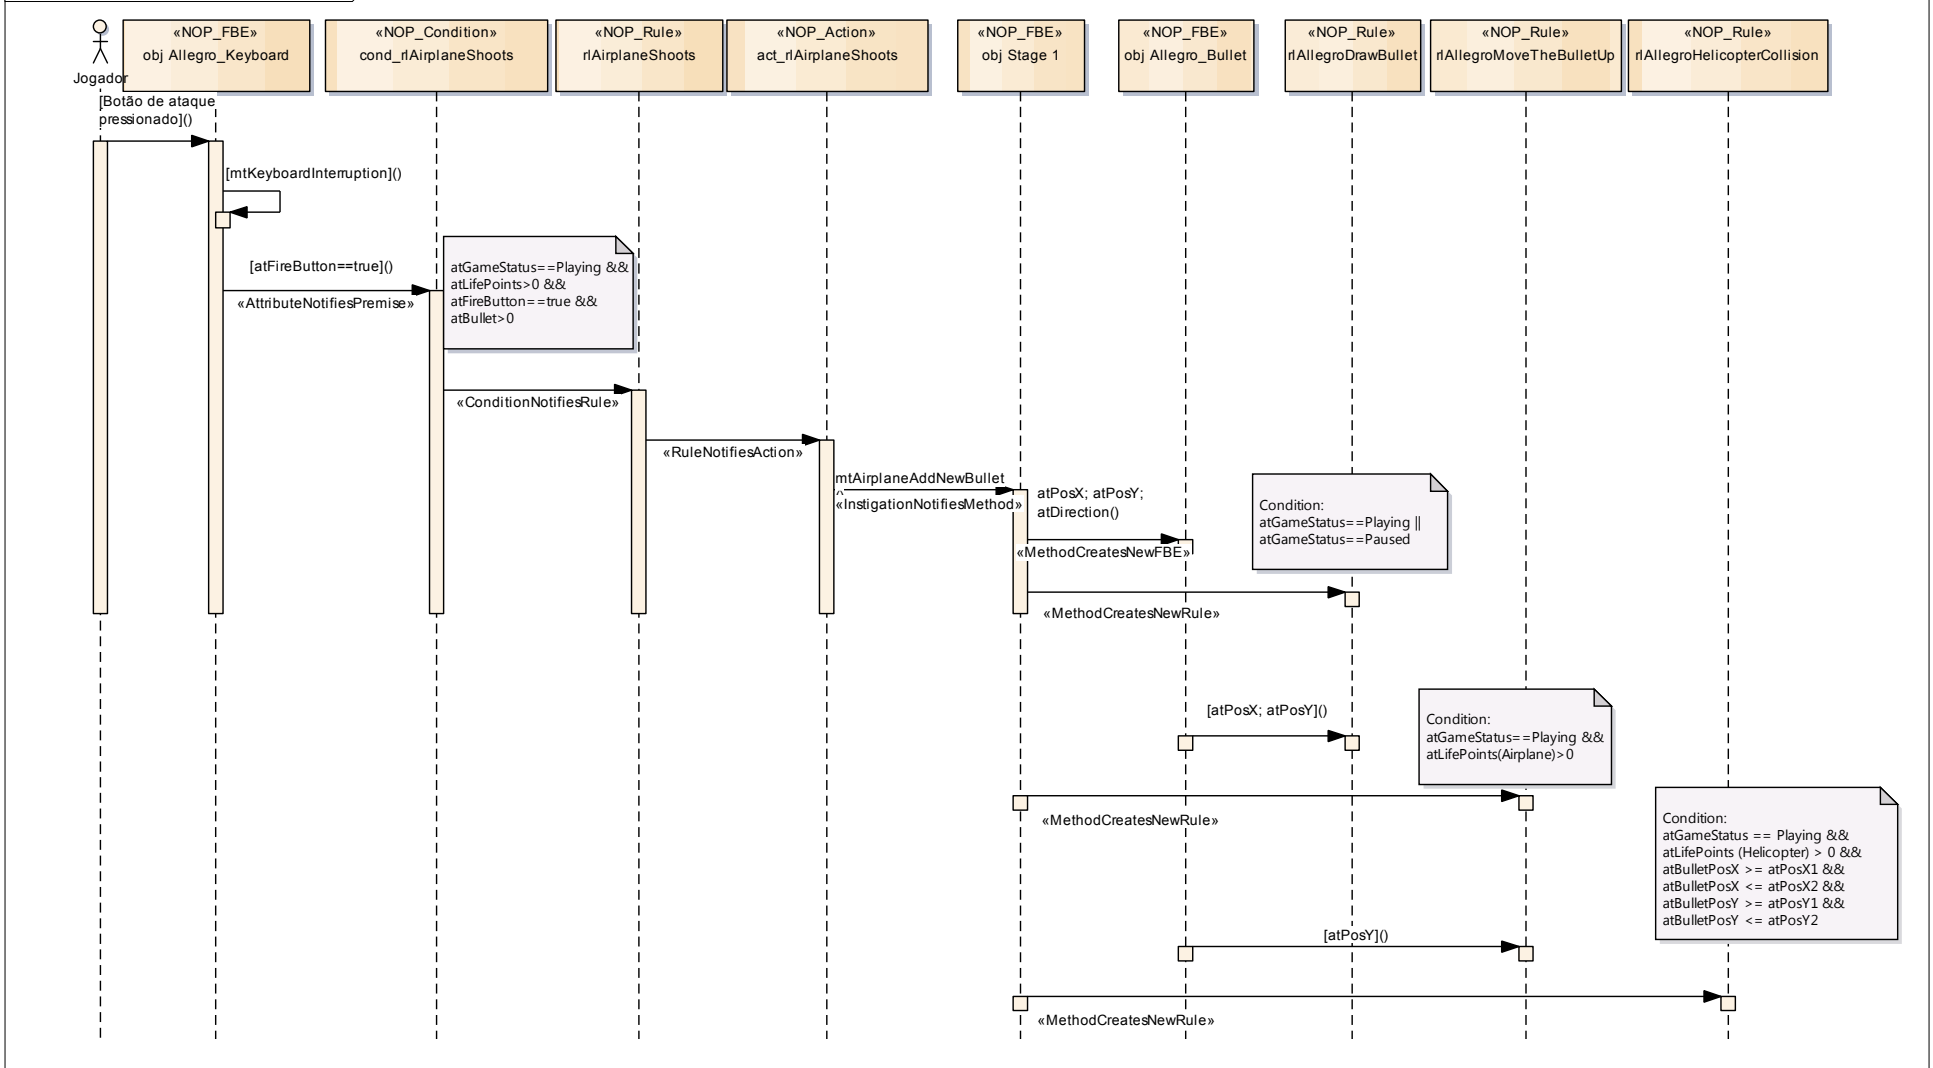 «NOP_FBE»
obj Allegro_Keyboard
«NOP_Condition»
cond_rlAirplaneShoots
«NOP_Rule»
rlAirplaneShoots
«NOP_Action»
act_rlAirplaneShoots
«NOP_FBE»
obj Stage 1
«NOP_FBE»
obj Allegro_Bullet
«NOP_Rule»
rlAllegroDrawBullet
«NOP_Rule»
rlAllegroMoveTheBulletUp
«NOP_Rule»
rlAllegroHelicopterCollision
Jogador
[Botão de ataque
pressionado]()
[mtKeyboardInterruption]()
[atFireButton==true]()
«AttributeNotifiesPremise»
atGameStatus==Playing &&
atLifePoints>0 &&
atFireButton==true &&
atBullet>0
«ConditionNotifiesRule»
«RuleNotifiesAction»
mtAirplaneAddNewBullet
()
«InstigationNotifiesMethod»
atPosX; atPosY;
atDirection()
«MethodCreatesNewFBE»
Condition:
atGameStatus==Playing ||
atGameStatus==Paused
«MethodCreatesNewRule»
[atPosX; atPosY]()
Condition:
atGameStatus==Playing &&
atLifePoints(Airplane)>0
«MethodCreatesNewRule»
Condition:
atGameStatus == Playing &&
atLifePoints (Helicopter) > 0 &&
atBulletPosX >= atPosX1 &&
atBulletPosX <= atPosX2 &&
atBulletPosY >= atPosY1 &&
atBulletPosY <= atPosY2
[atPosY]()
«MethodCreatesNewRule»